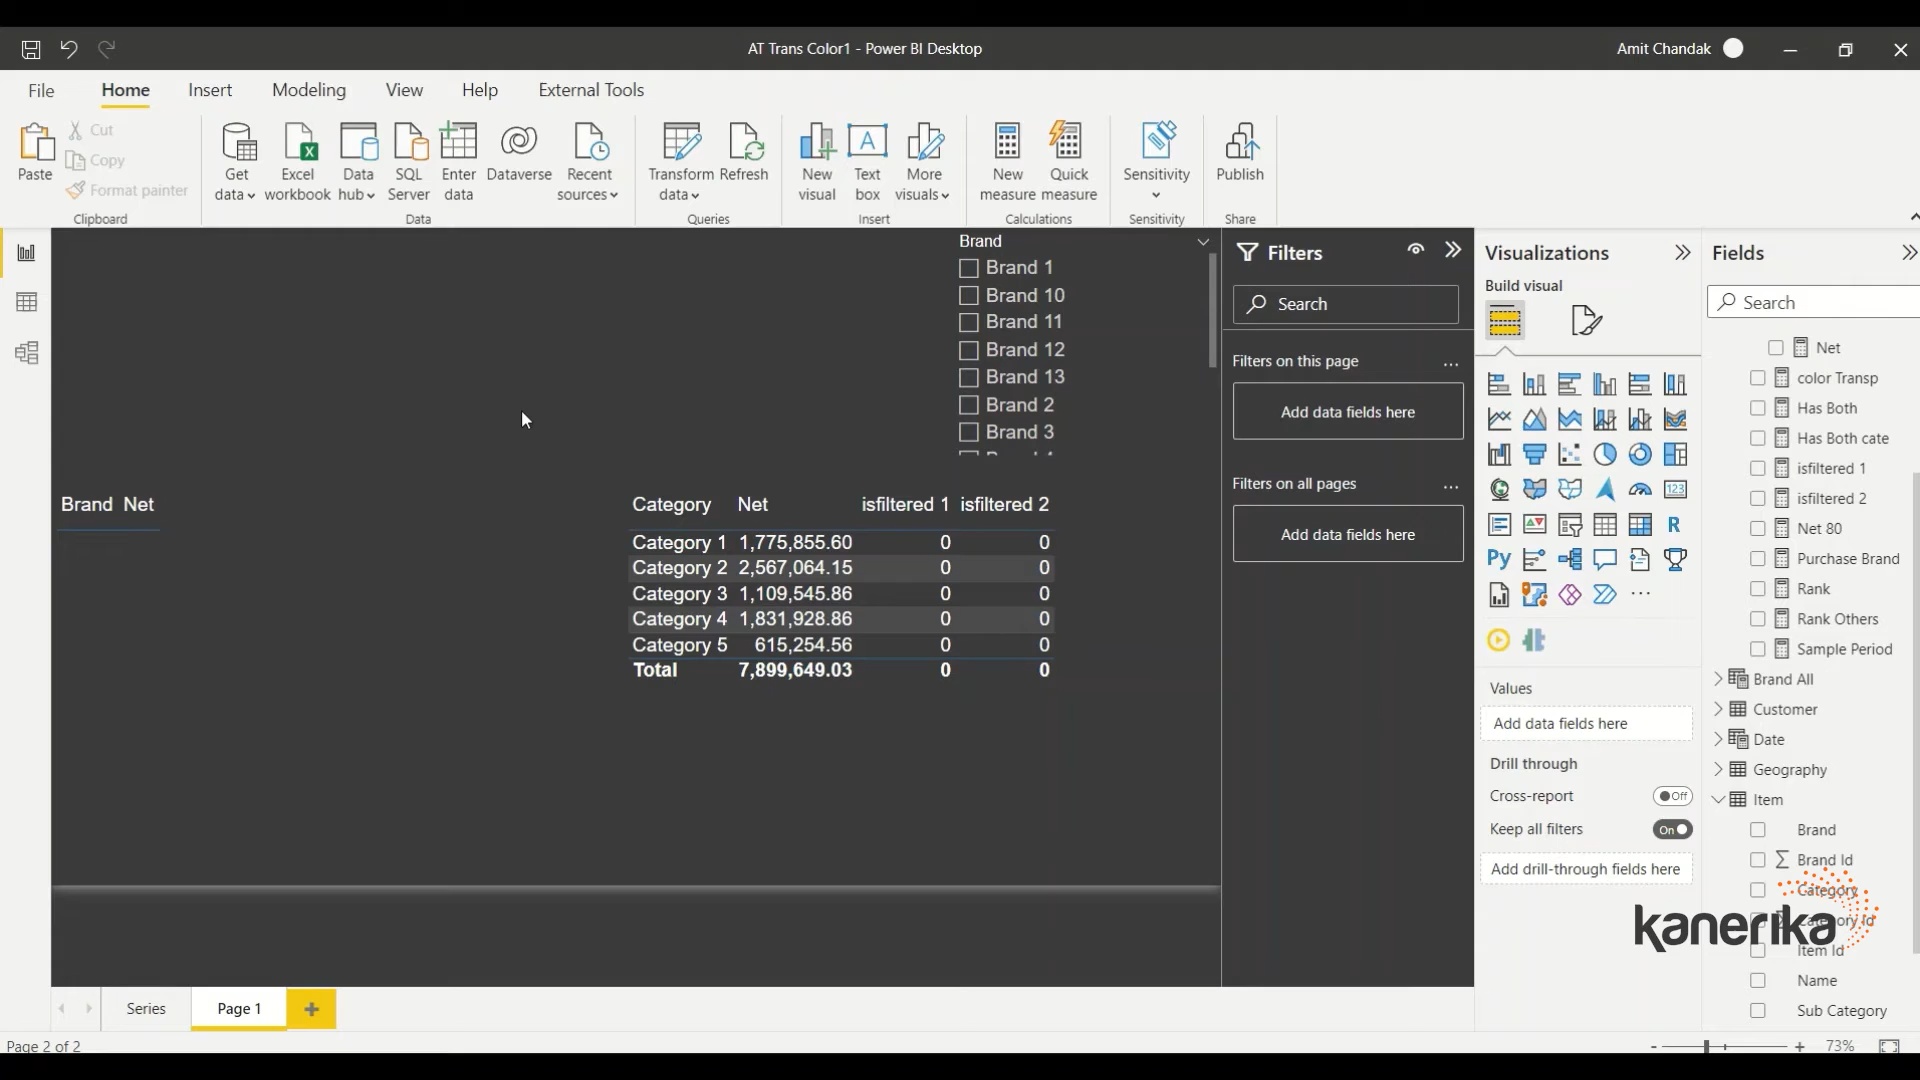 AT Trans Color1 - Power BI Desktop
Amit Chandak
File
Home
Insert
Modeling
View
Help
External Tools
Paste
Cut
Copy
Format painter
Clipboard
Get data
Excel workbook
Data hub
SQL Server
Enter data
Dataverse
Recent sources
Data
Transform data
Refresh
Queries
New visual
Text box
More visuals
Insert
New measure
Quick measure
Calculations
Sensitivity
Sensitivity
Publish
Share
Brand
Brand 1
Brand 10
Brand 11
Brand 12
Brand 13
Brand 2
Brand 3
Brand Net
Category Net isfiltered 1 isfiltered 2
Category 1 1,775,855.60 0 0
Category 2 2,567,064.15 0 0
Category 3 1,109,545.86 0 0
Category 4 1,831,928.86 0 0
Category 5 615,254.56 0 0
Total 7,899,649.03 0 0
Filters
Search
Filters on this page
Add data fields here
Filters on all pages
Add data fields here
Visualizations
Build visual
123
R
Py
Values
Add data fields here
Drill through
Cross-report
Off
Keep all filters
On
Add drill-through fields here
Fields
Search
Net
color Transp
Has Both
Has Both cate
isfiltered 1
isfiltered 2
Net 80
Purchase Brand
Rank
Rank Others
Sample Period
Brand All
Customer
Date
Geography
Item
Brand
Brand Id
Category
Category Id
Item Id
Name
Sub Category
kanerika
Series
Page 1
Page 2 of 2
73%